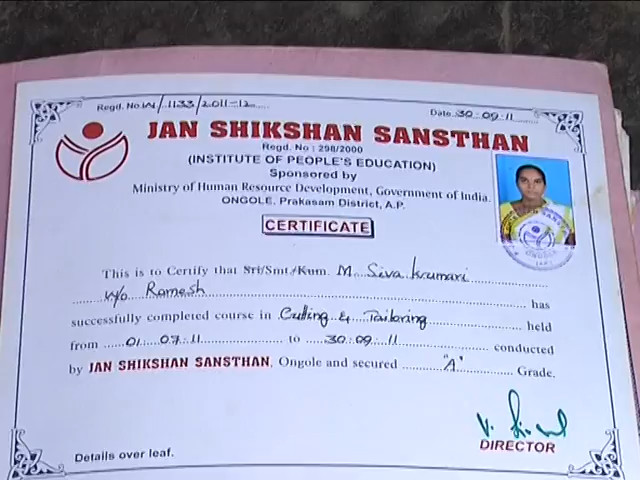 Regd. No. IN/1133/2011-12
Date. 30.09.11
JAN SHIKSHAN SANSTHAN
Regd. No : 298/2000
(INSTITUTE OF PEOPLE'S EDUCATION)
Sponsored by
Ministry of Human Resource Development, Government of India.
ONGOLE, Prakasam District, A.P.
CERTIFICATE
This is to Certify that Sri/Smt./Kum. M. Siva kumari
W/o Ramesh has
successfully completed course in Cutting & Tailoring held
from 01.07.11 to 30.09.11 conducted
by JAN SHIKSHAN SANSTHAN, Ongole and secured "A" Grade.
DIRECTOR
Details over leaf.